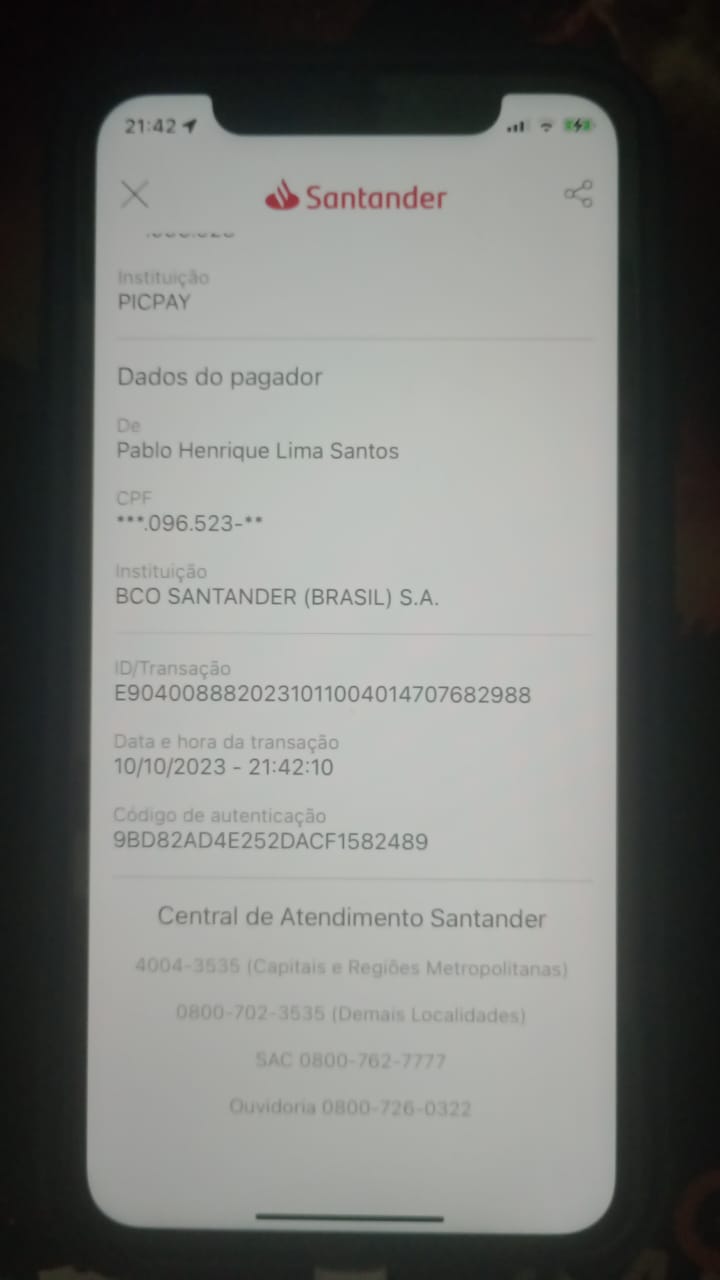 21:42
Santander
Instituição
PICPAY
Dados do pagador
De
Pablo Henrique Lima Santos
CPF
***.096.523-**
Instituição
BCO SANTANDER (BRASIL) S.A.
ID/Transação
E9040088820231011004014707682988
Data e hora da transação
10/10/2023 - 21:42:10
Código de autenticação
9BD82AD4E252DACF1582489
Central de Atendimento Santander
4004-3535 (Capitais e Regiões Metropolitanas)
0800-702-3535 (Demais Localidades)
SAC 0800-762-7777
Ouvidoria 0800-726-0322